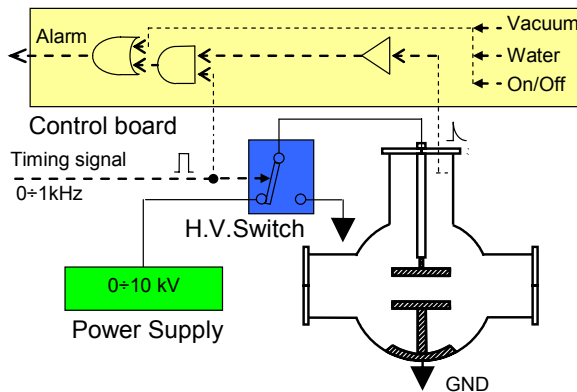 Alarm
Vacuum
Water
On/Off
Control board
Timing signal
0÷1kHz
H.V.Switch
0÷10 kV
Power Supply
GND